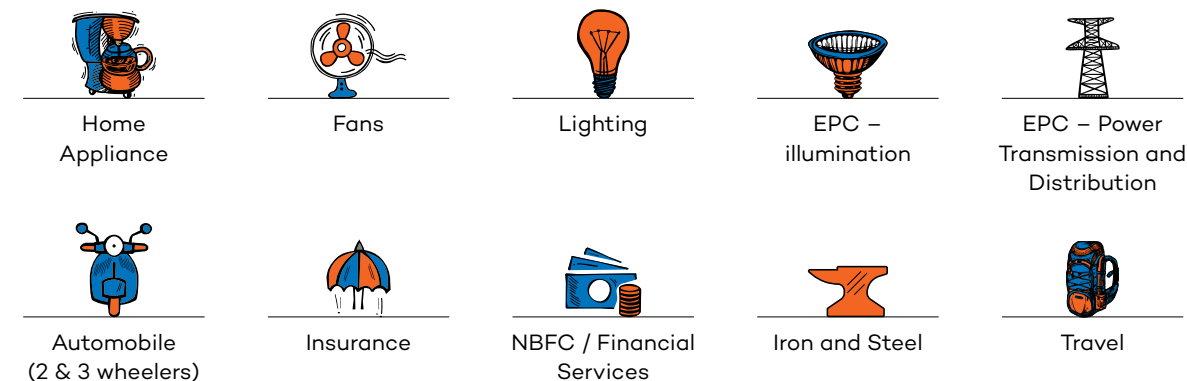 Home
Appliance
Fans
Lighting
EPC –
illumination
EPC – Power
Transmission and
Distribution
Automobile
(2 & 3 wheelers)
Insurance
NBFC / Financial
Services
Iron and Steel
Travel